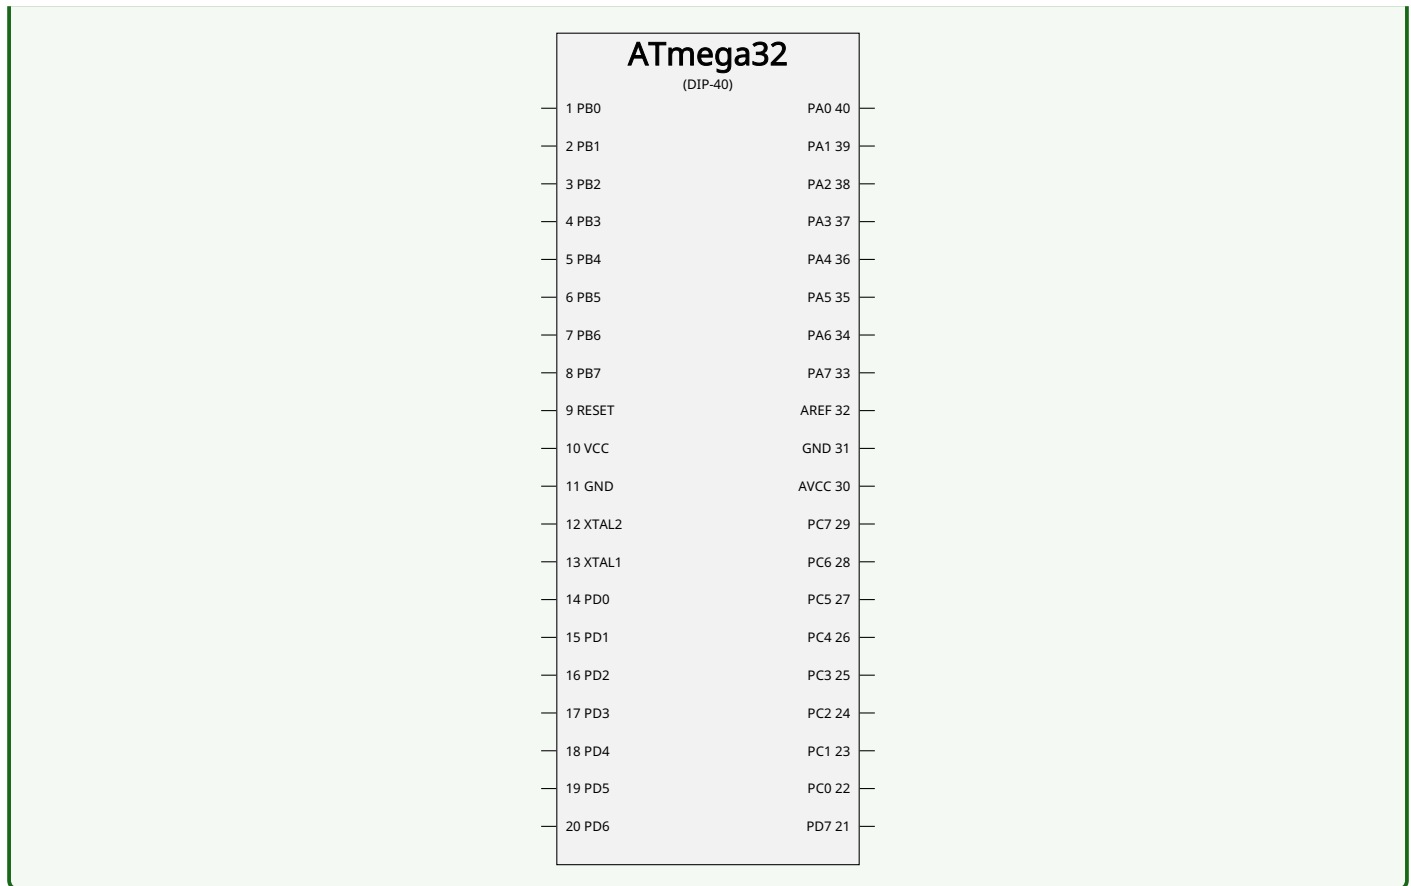 ATmega32
(DIP-40)
1 PB0 PA0 40
2 PB1 PA1 39
3 PB2 PA2 38
4 PB3 PA3 37
5 PB4 PA4 36
6 PB5 PA5 35
7 PB6 PA6 34
8 PB7 PA7 33
9 RESET AREF 32
10 VCC GND 31
11 GND AVCC 30
12 XTAL2 PC7 29
13 XTAL1 PC6 28
14 PD0 PC5 27
15 PD1 PC4 26
16 PD2 PC3 25
17 PD3 PC2 24
18 PD4 PC1 23
19 PD5 PC0 22
20 PD6 PD7 21